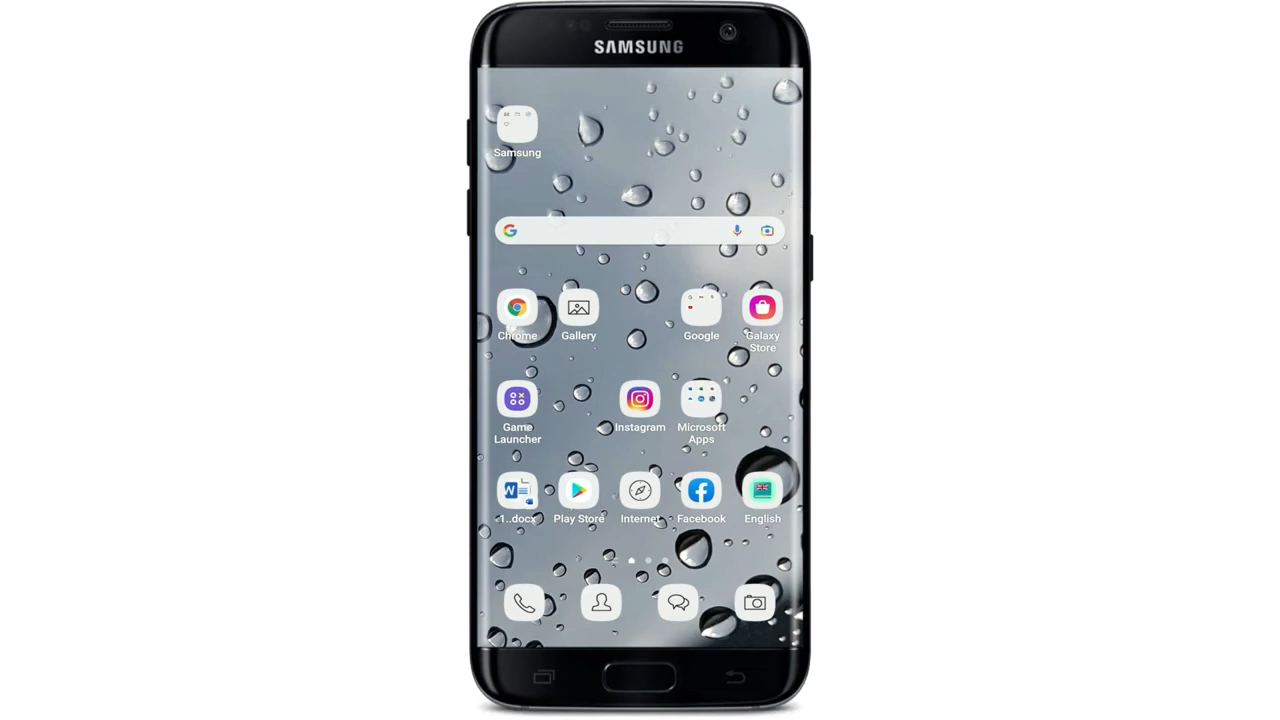 SAMSUNG
Samsung
Chrome
Gallery
Google
Galaxy
Store
Game
Launcher
Instagram
Microsoft
Apps
1..docx
Play Store
Internet
Facebook
English